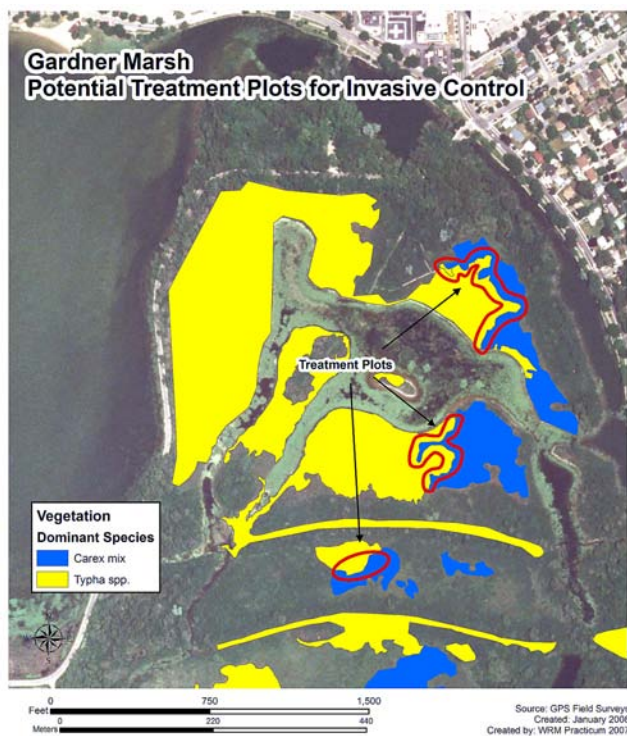 Gardner Marsh
Potential Treatment Plots for Invasive Control
Treatment Plots
Vegetation
Dominant Species
Carex mix
Typha spp.
0 750 1,500
Feet
Meters
0 220 440
Source: GPS Field Surveys
Created: January 2006
Created by: WRM Practicum 2007